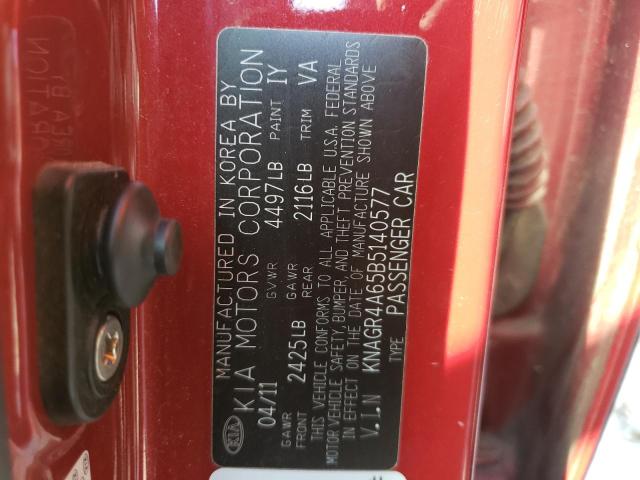 MANUFACTURED IN KOREA BY
KIA KIA MOTORS CORPORATION
04/11 GVWR 4497LB PAINT IY
GAWR FRONT 2425LB GAWR REAR 2116LB TRIM VA
THIS VEHICLE CONFORMS TO ALL APPLICABLE U.S.A. FEDERAL
MOTOR VEHICLE SAFETY, BUMPER, AND THEFT PREVENTION STANDARDS
IN EFFECT ON THE DATE OF MANUFACTURE SHOWN ABOVE
V.I.N KNAGR4A63B5140577
TYPE PASSENGER CAR